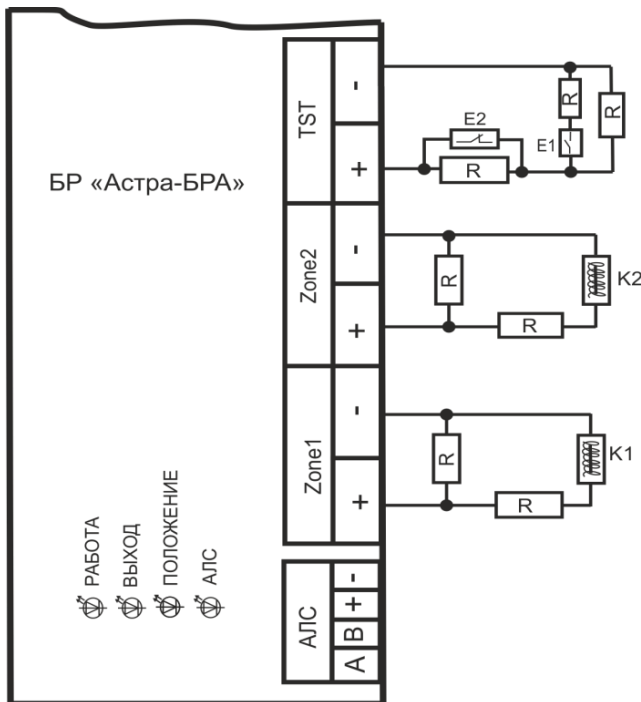 TST
-
+
R
R
E1
E2
R
БР «Астра-БРА»
Zone2
-
+
R
K2
R
Zone1
-
+
R
K1
R
РАБОТА
ВЫХОД
ПОЛОЖЕНИЕ
АЛС
АЛС
-
+
B
A